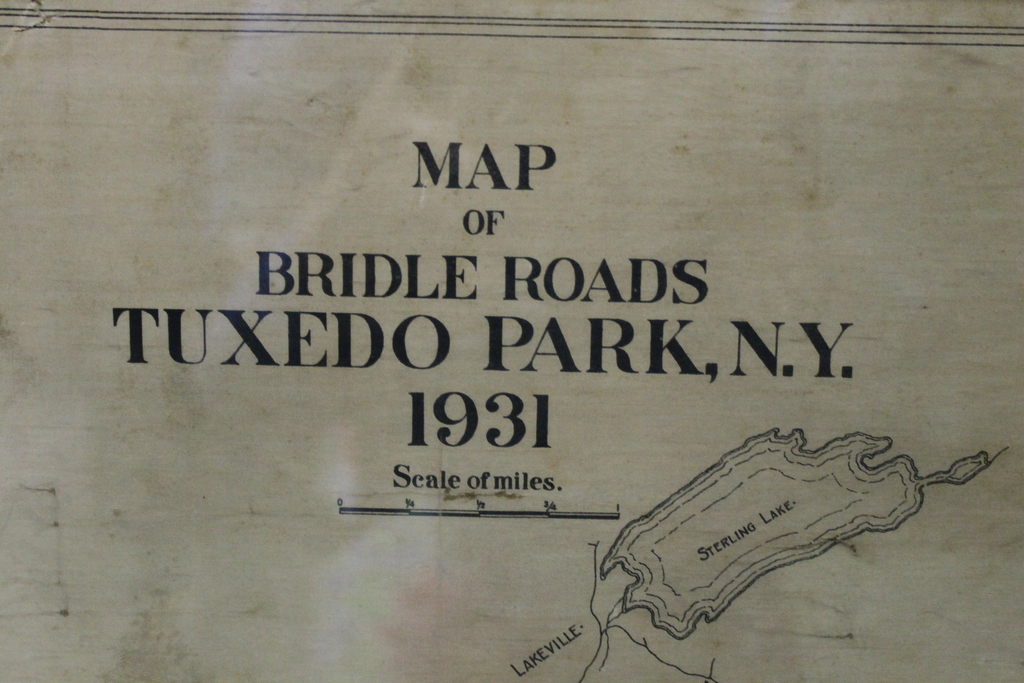 MAP
OF
BRIDLE ROADS
TUXEDO PARK, N.Y.
1931
Scale of miles.
0 1/4 1/2 3/4 1
STERLING LAKE.
LAKEVILLE.